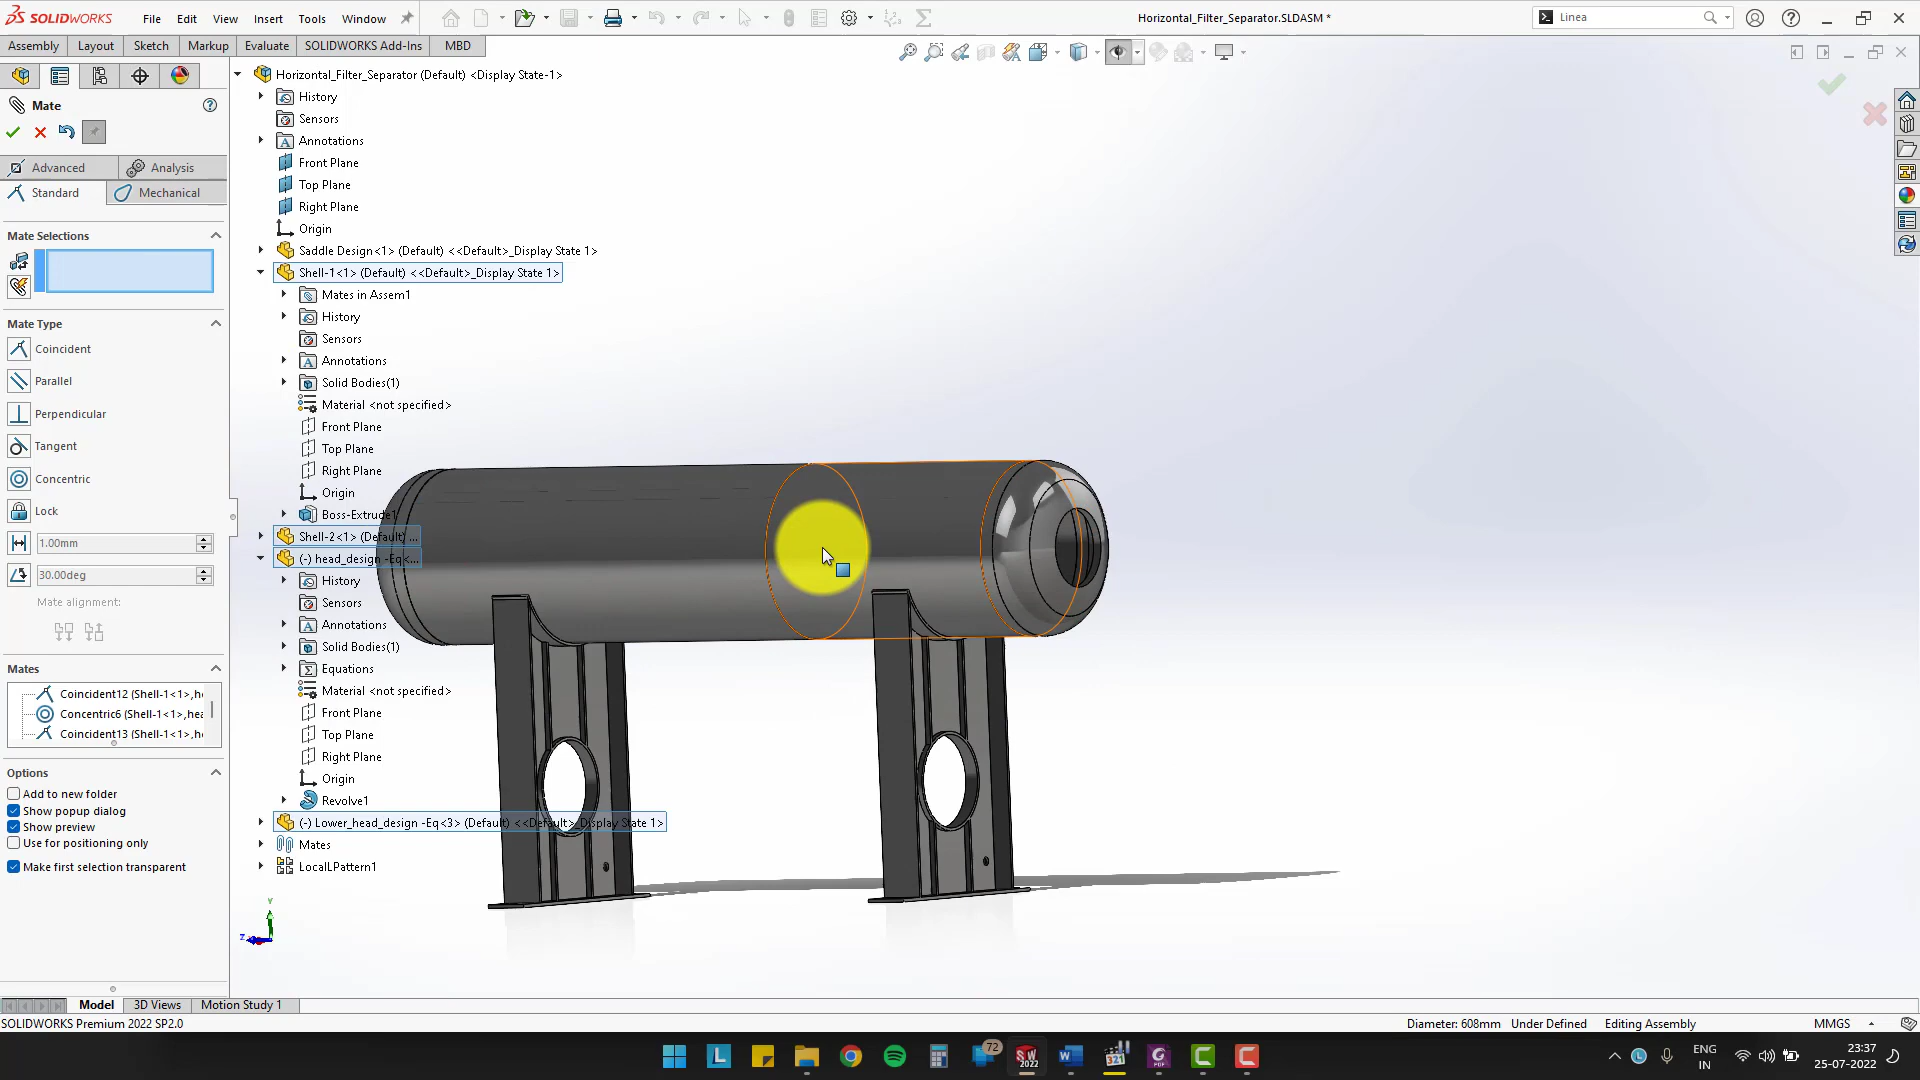 SOLIDWORKS File Edit View Insert Tools Window
Horizontal_Filter_Separator.SLDASM *
Linea
Assembly Layout Sketch Markup Evaluate SOLIDWORKS Add-Ins MBD
Mate
Advanced Analysis
Standard Mechanical
Mate Selections
Mate Type
Coincident
Parallel
Perpendicular
Tangent
Concentric
Lock
1.00mm
30.00deg
Mate alignment:
Mates
Coincident12 (Shell-1<1>,he
Concentric6 (Shell-1<1>,hea
Coincident13 (Shell-1<1>,he
Options
Add to new folder
Show popup dialog
Show preview
Use for positioning only
Make first selection transparent
Horizontal_Filter_Separator (Default) <Display State-1>
History
Sensors
Annotations
Front Plane
Top Plane
Right Plane
Origin
Saddle Design<1> (Default) <<Default>_Display State 1>
Shell-1<1> (Default) <<Default>_Display State 1>
Mates in Assem1
History
Sensors
Annotations
Solid Bodies(1)
Material <not specified>
Front Plane
Top Plane
Right Plane
Origin
Boss-Extrude1
Shell-2<1> (Default) ...
(-) head_design -Eq<...
History
Sensors
Annotations
Solid Bodies(1)
Equations
Material <not specified>
Front Plane
Top Plane
Right Plane
Origin
Revolve1
(-) Lower_head_design -Eq<3> (Default) <<Default>_Display State 1>
Mates
LocalLPattern1
Y
Z
Model 3D Views Motion Study 1
SOLIDWORKS Premium 2022 SP2.0
Diameter: 608mm Under Defined Editing Assembly MMGS
L
72
SW
2022
W
321
C
C
ENG
IN
23:37
25-07-2022